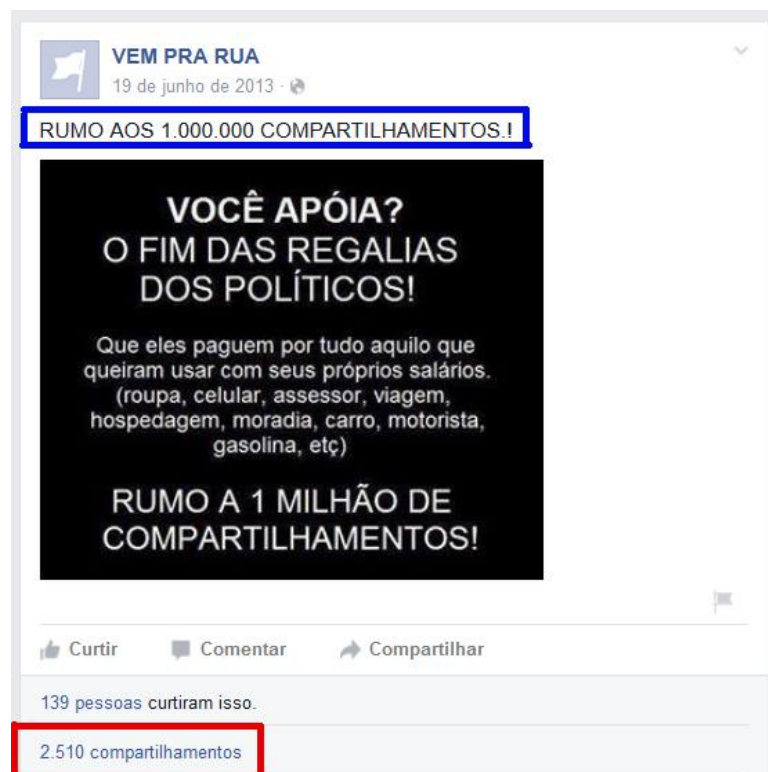 VEM PRA RUA
19 de junho de 2013 ·
RUMO AOS 1.000.000 COMPARTILHAMENTOS.!
VOCÊ APÓIA?
O FIM DAS REGALIAS
DOS POLÍTICOS!
Que eles paguem por tudo aquilo que
queiram usar com seus próprios salários.
(roupa, celular, assessor, viagem,
hospedagem, moradia, carro, motorista,
gasolina, etç)
RUMO A 1 MILHÃO DE
COMPARTILHAMENTOS!
Curtir Comentar Compartilhar
139 pessoas curtiram isso.
2.510 compartilhamentos